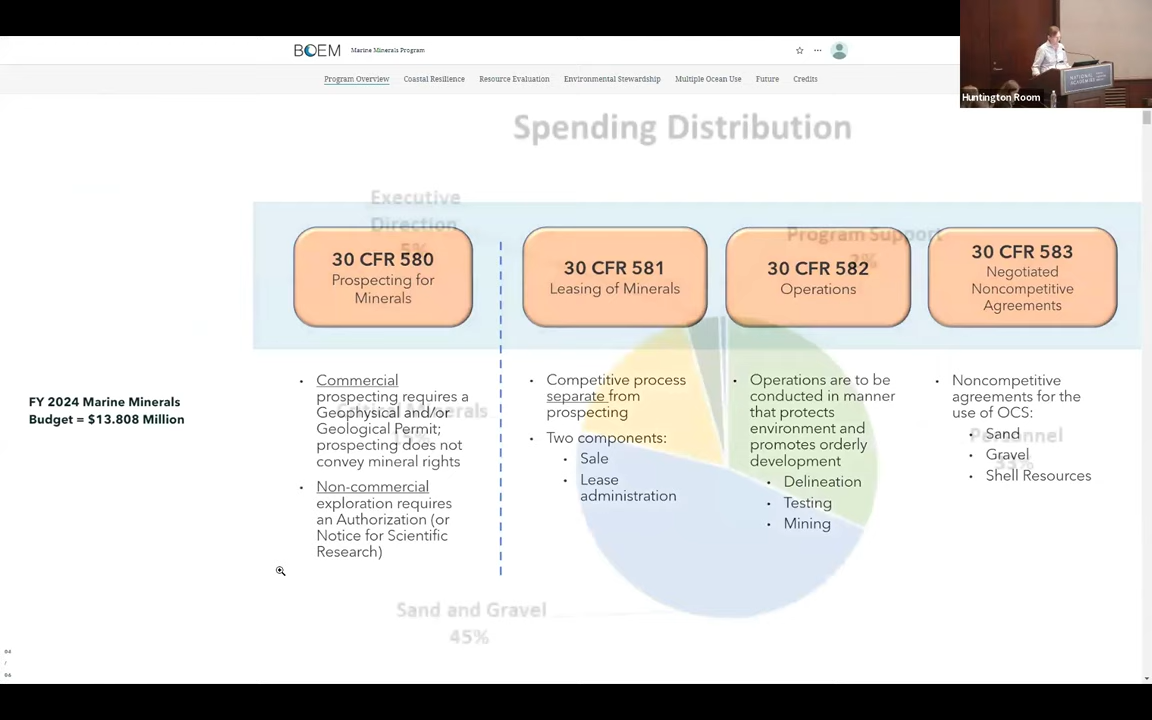 BOEM
Marine Minerals Program
Program Overview
Coastal Resilience
Resource Evaluation
Environmental Stewardship
Multiple Ocean Use
Future
Credits
NATIONAL
ACADEMIES
Huntington Room
Spending Distribution
Executive
Direction
5%
Program Support
30 CFR 580
Prospecting for
Minerals
30 CFR 581
Leasing of Minerals
30 CFR 582
Operations
30 CFR 583
Negotiated
Noncompetitive
Agreements
FY 2024 Marine Minerals
Budget = $13.808 Million
• Commercial
prospecting requires a
Geophysical and/or
Geological Permit;
prospecting does not
convey mineral rights
• Non-commercial
exploration requires
an Authorization (or
Notice for Scientific
Research)
• Competitive process
separate from
prospecting
• Two components:
• Sale
• Lease
administration
• Operations are to be
conducted in manner
that protects
environment and
promotes orderly
development
• Delineation
• Testing
• Mining
• Noncompetitive
agreements for the
use of OCS:
• Sand
• Gravel
• Shell Resources
Minerals
Personnel
Sand and Gravel
45%
04
/
06